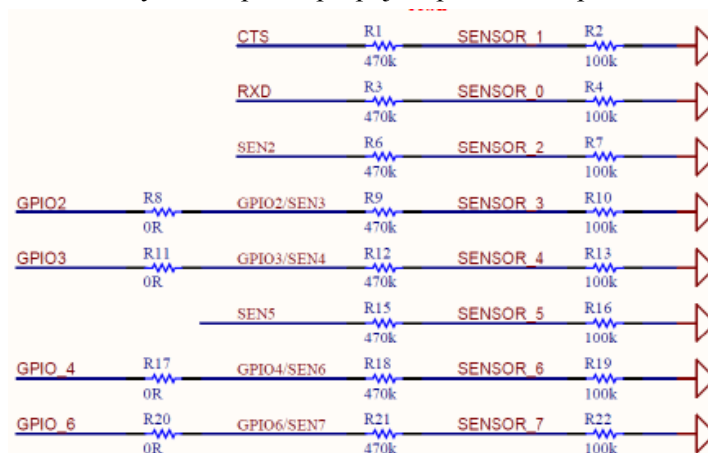 CTS R1 SENSOR_1 R2
470k 100k
RXD R3 SENSOR_0 R4
470k 100k
SEN2 R6 SENSOR_2 R7
470k 100k
GPIO2 R8 GPIO2/SEN3 R9 SENSOR_3 R10
0R 470k 100k
GPIO3 R11 GPIO3/SEN4 R12 SENSOR_4 R13
0R 470k 100k
SEN5 R15 SENSOR_5 R16
470k 100k
GPIO_4 R17 GPIO4/SEN6 R18 SENSOR_6 R19
0R 470k 100k
GPIO_6 R20 GPIO6/SEN7 R21 SENSOR_7 R22
0R 470k 100k